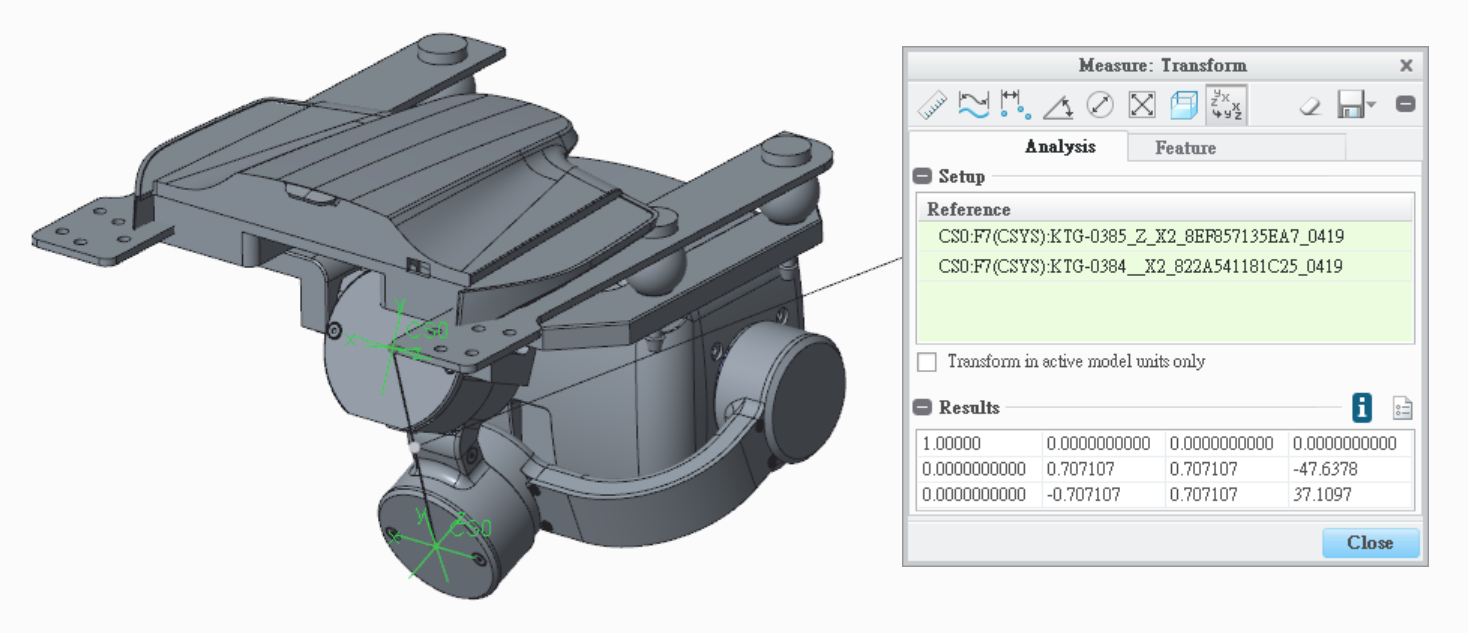 Measure: Transform
Analysis
Feature
Setup
Reference
CS0:F7(CSYS):KTG-0385_Z_X2_8EF857135EA7_0419
CS0:F7(CSYS):KTG-0384__X2_822A541181C25_0419
Transform in active model units only
Results
1.00000 0.0000000000 0.0000000000 0.0000000000
0.0000000000 0.707107 0.707107 -47.6378
0.0000000000 -0.707107 0.707107 37.1097
Close
y
CS0
x
z
y
z
CS0
x